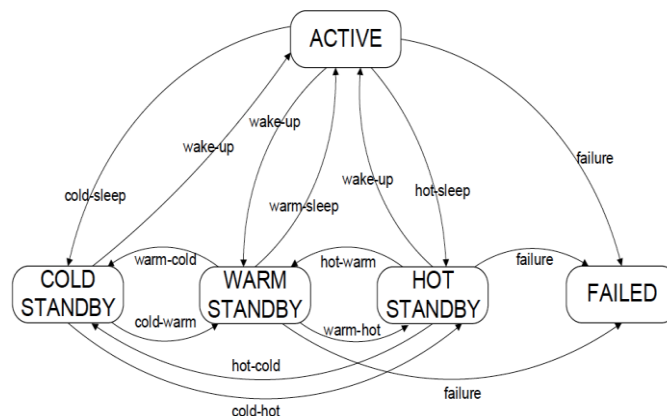 ACTIVE
wake-up
wake-up
failure
wake-up
hot-sleep
cold-sleep
warm-sleep
warm-cold
hot-warm
failure
COLD
STANDBY
WARM
STANDBY
HOT
STANDBY
FAILED
cold-warm
warm-hot
hot-cold
failure
cold-hot